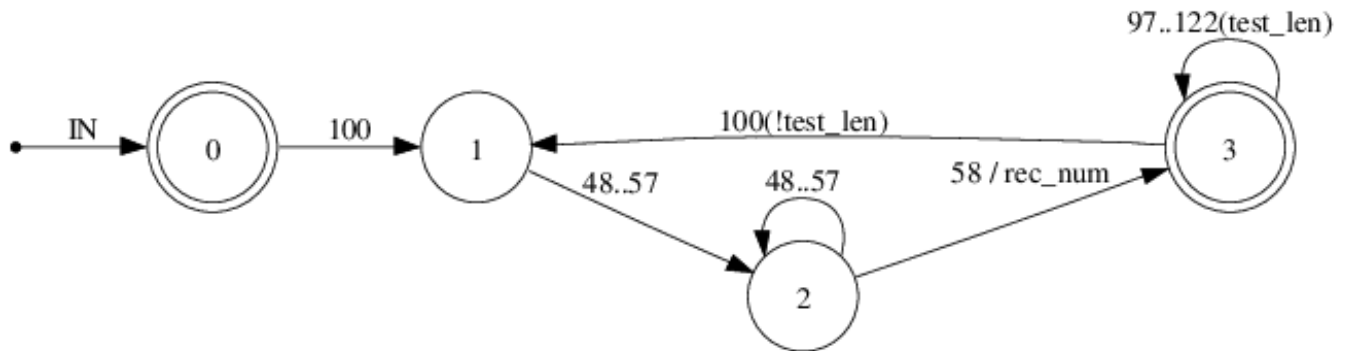 97..122(test_len)
IN
0
100
1
100(!test_len)
3
48..57
48..57
58 / rec_num
2